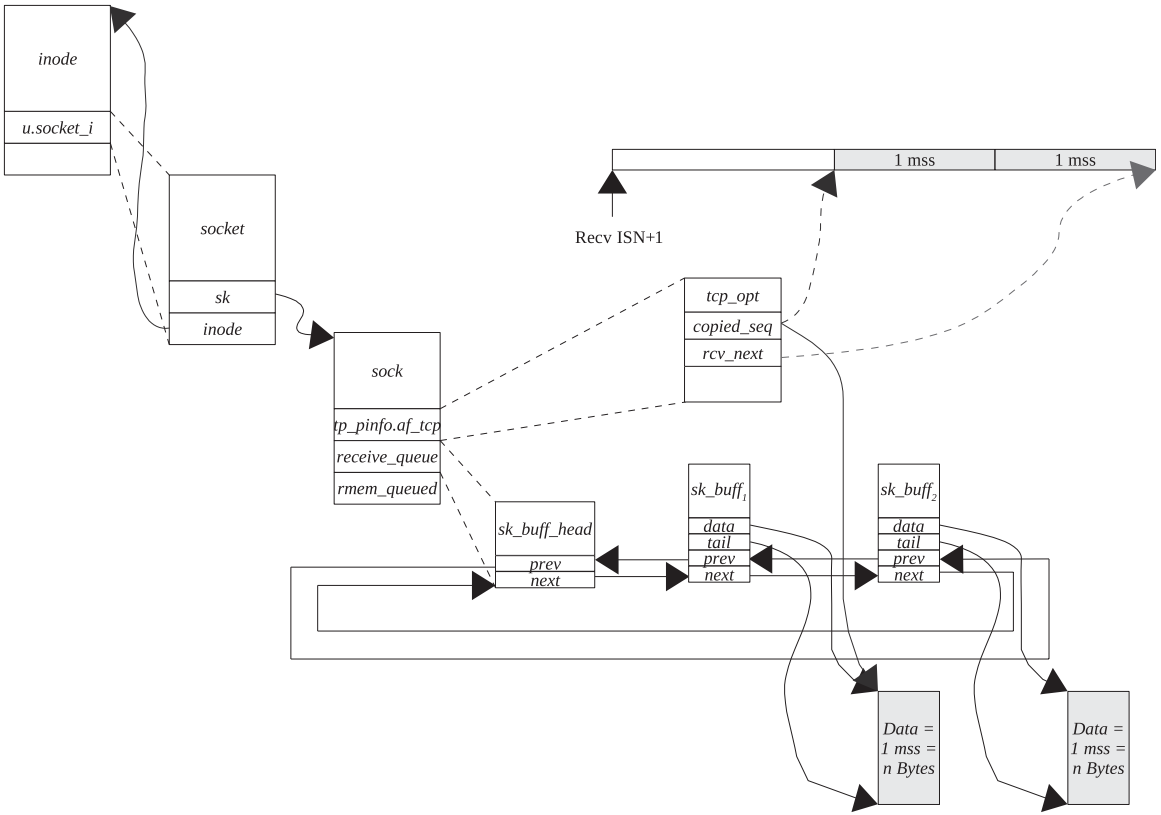 inode
u.socket_i
socket
sk
inode
sock
tp_pinfo.af_tcp
receive_queue
rmem_queued
1 mss
1 mss
Recv ISN+1
tcp_opt
copied_seq
rcv_next
sk_buff_head
prev
next
sk_buff1
data
tail
prev
next
sk_buff2
data
tail
prev
next
Data =
1 mss =
n Bytes
Data =
1 mss =
n Bytes